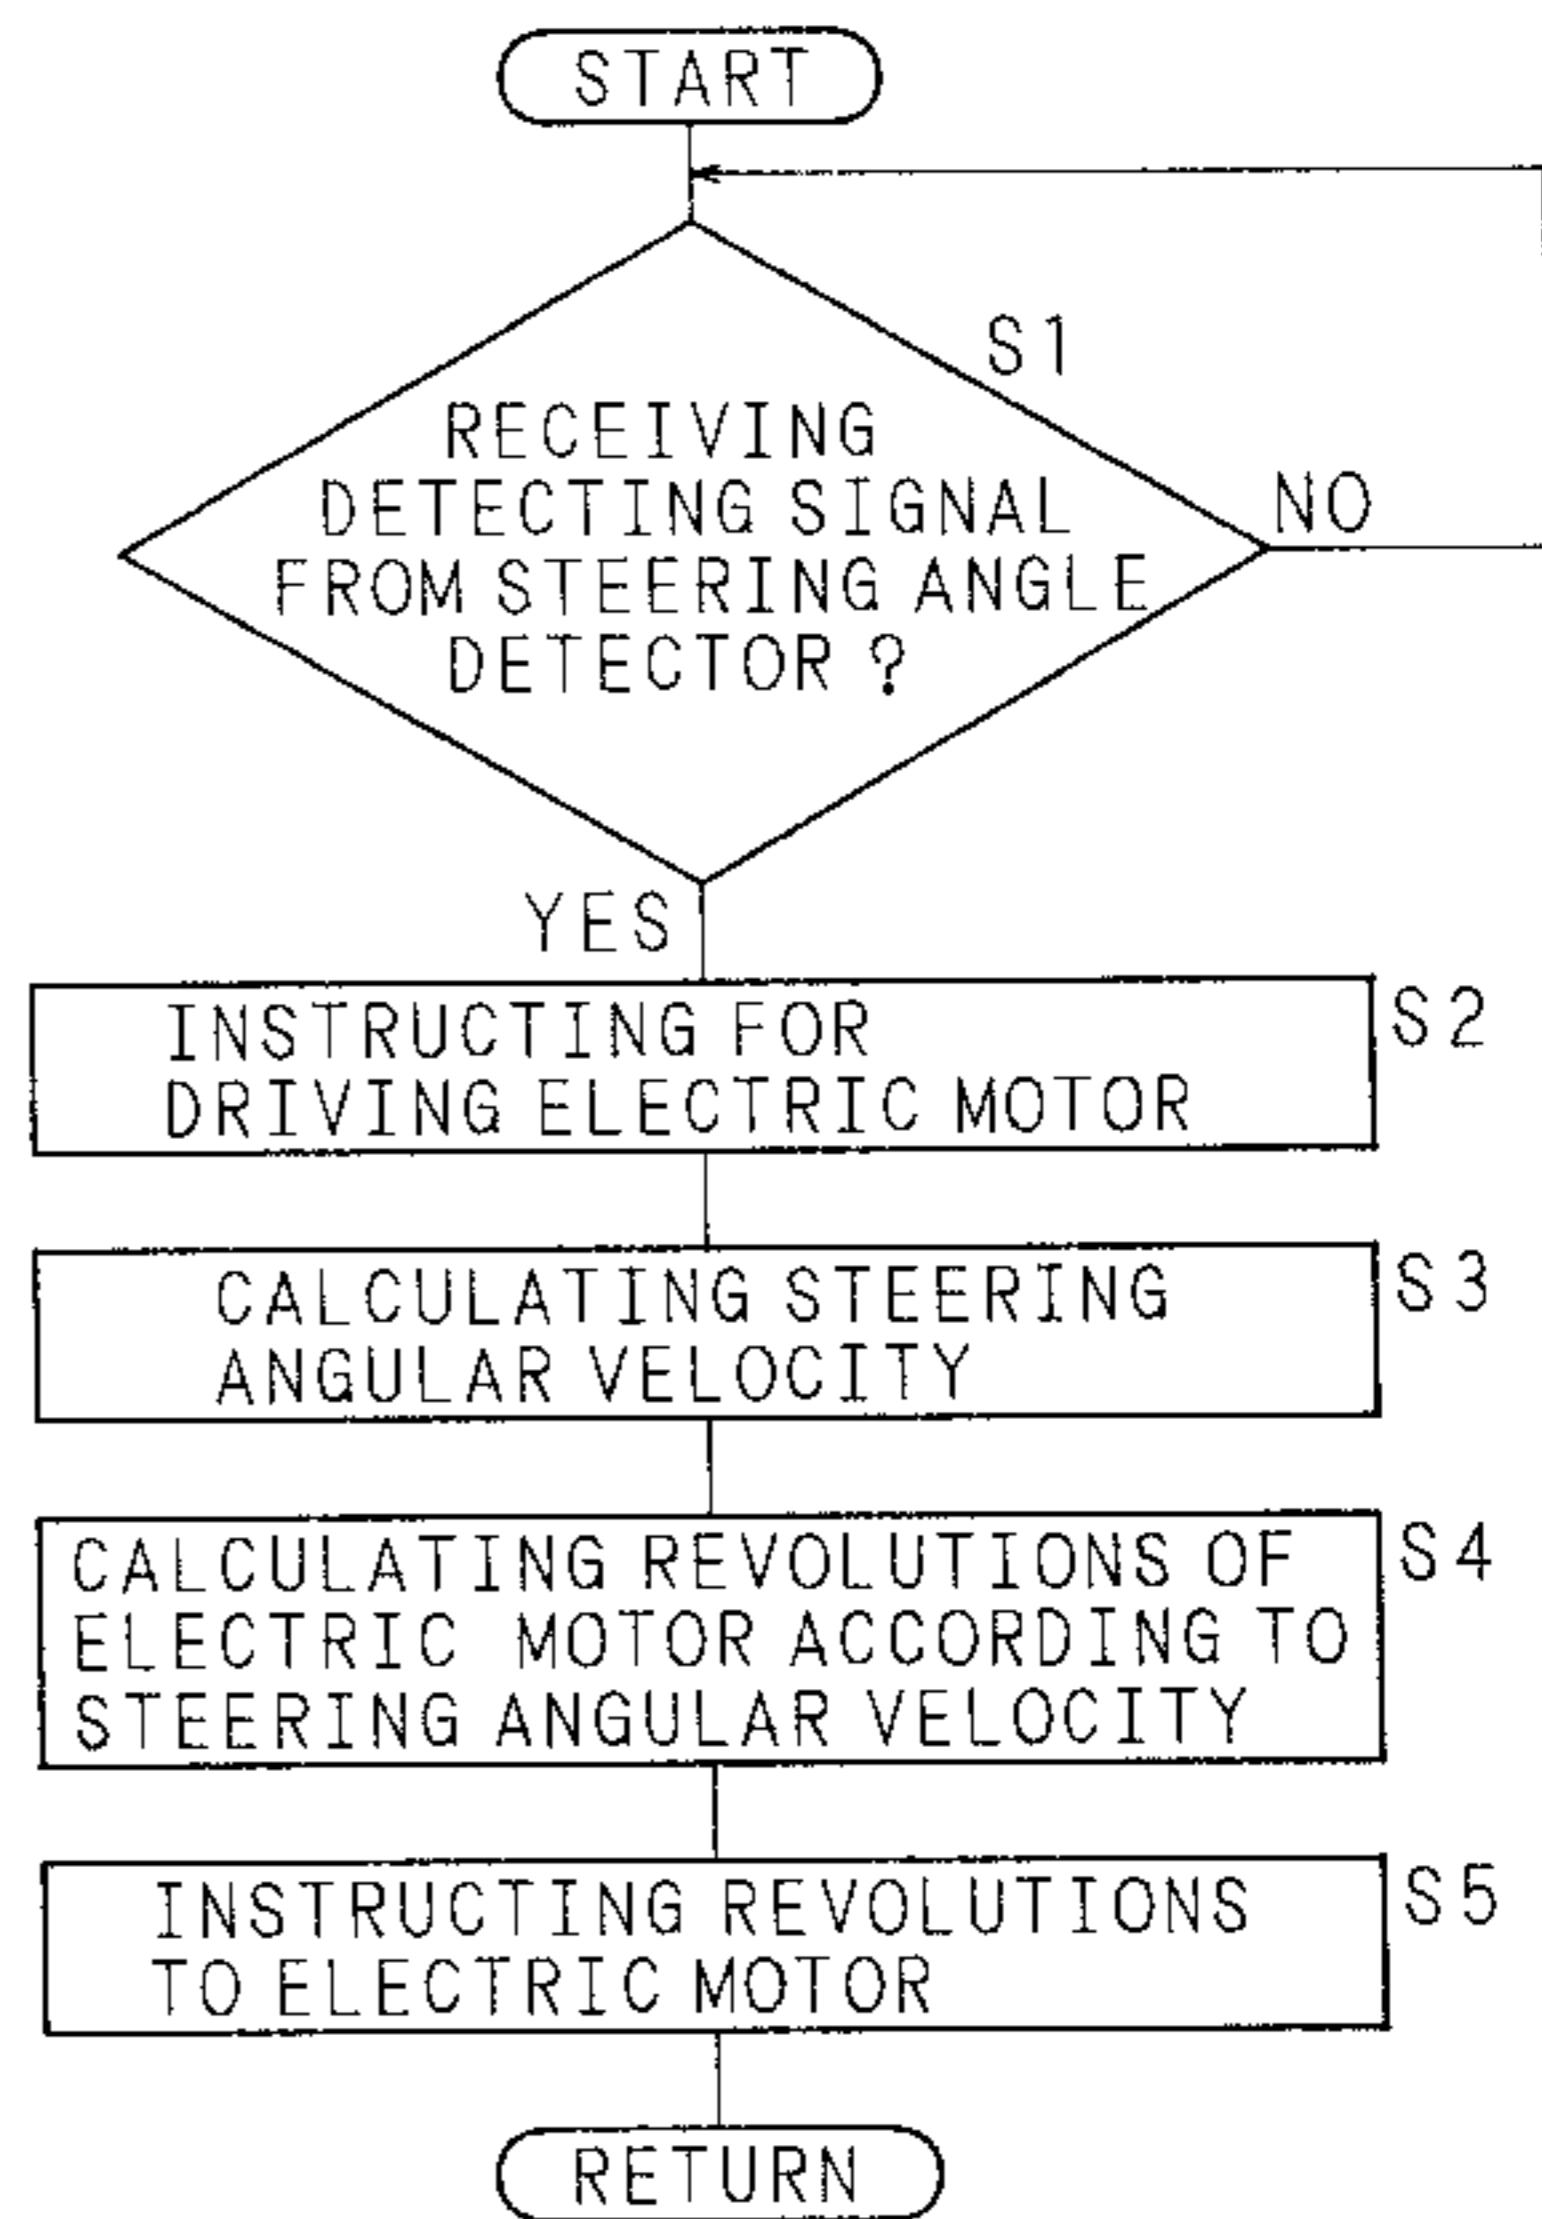 START
S1
RECEIVING
DETECTING SIGNAL
FROM STEERING ANGLE
DETECTOR ?
NO
YES
INSTRUCTING FOR
DRIVING ELECTRIC MOTOR
S2
CALCULATING STEERING
ANGULAR VELOCITY
S3
CALCULATING REVOLUTIONS OF
ELECTRIC MOTOR ACCORDING TO
STEERING ANGULAR VELOCITY
S4
INSTRUCTING REVOLUTIONS
TO ELECTRIC MOTOR
S5
RETURN